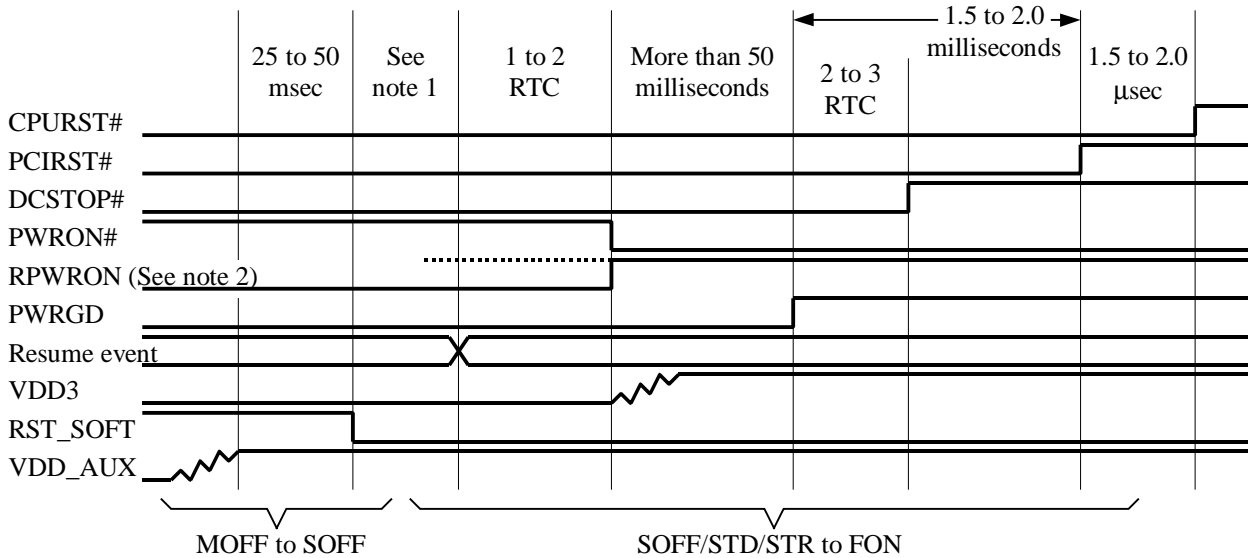 25 to 50
msec
See
note 1
1 to 2
RTC
More than 50
milliseconds
1.5 to 2.0
milliseconds
2 to 3
RTC
1.5 to 2.0
μsec
CPURST#
PCIRST#
DCSTOP#
PWRON#
RPWRON (See note 2)
PWRGD
Resume event
VDD3
RST_SOFT
VDD_AUX
MOFF to SOFF
SOFF/STD/STR to FON